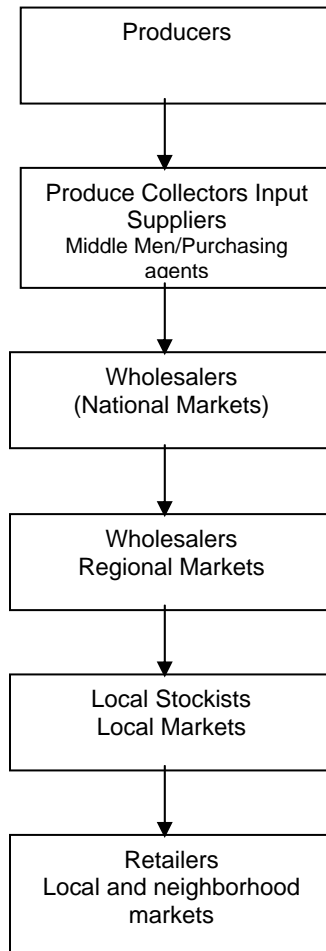 Producers
Produce Collectors Input
Suppliers
Middle Men/Purchasing
agents
Wholesalers
(National Markets)
Wholesalers
Regional Markets
Local Stockists
Local Markets
Retailers
Local and neighborhood
markets